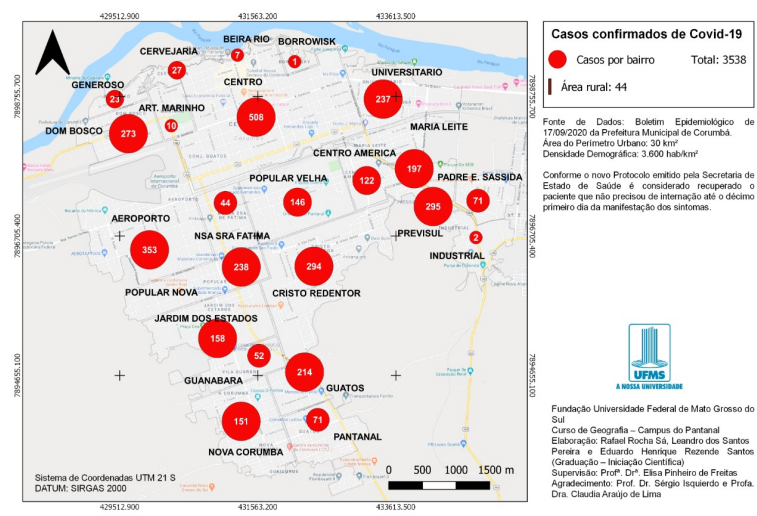 429512.900 431563.200 433613.500
BEIRA RIO
BORROWISK
CERVEJARIA
7
1
27
GENEROSO
CENTRO
UNIVERSITARIO
23
237
ART. MARINHO
508
10
DOM BOSCO
273
MARIA LEITE
CENTRO AMERICA
197
122
PADRE E. SASSIDA
POPULAR VELHA
44
146
295
71
AEROPORTO
NSA SRA FATIMA
PREVISUL
2
353
INDUSTRIAL
238
294
POPULAR NOVA
CRISTO REDENTOR
JARDIM DOS ESTADOS
158
52
214
GUANABARA
GUATOS
151
71
PANTANAL
NOVA CORUMBA
7898755.700
7896705.400
7894655.100
7898755.700
7896705.400
7894655.100
Sistema de Coordenadas UTM 21 S
DATUM: SIRGAS 2000
0 500 1000 1500 m
429512.900 431563.200 433613.500
Casos confirmados de Covid-19
Casos por bairro Total: 3538
Área rural: 44
Fonte de Dados: Boletim Epidemiológico de
17/09/2020 da Prefeitura Municipal de Corumbá.
Área do Perímetro Urbano: 30 km²
Densidade Demográfica: 3.600 hab/km²
Conforme o novo Protocolo emitido pela Secretaria de
Estado de Saúde é considerado recuperado o
paciente que não precisou de internação até o décimo
primeiro dia da manifestação dos sintomas.
UFMS
A NOSSA UNIVERSIDADE
Fundação Universidade Federal de Mato Grosso do
Sul
Curso de Geografia – Campus do Pantanal
Elaboração: Rafael Rocha Sá, Leandro dos Santos
Pereira e Eduardo Henrique Rezende Santos
(Graduação – Iniciação Científica)
Supervisão: Profª. Drª. Elisa Pinheiro de Freitas
Agradecimento: Prof. Dr. Sérgio Isquierdo e Profa.
Dra. Claudia Araújo de Lima